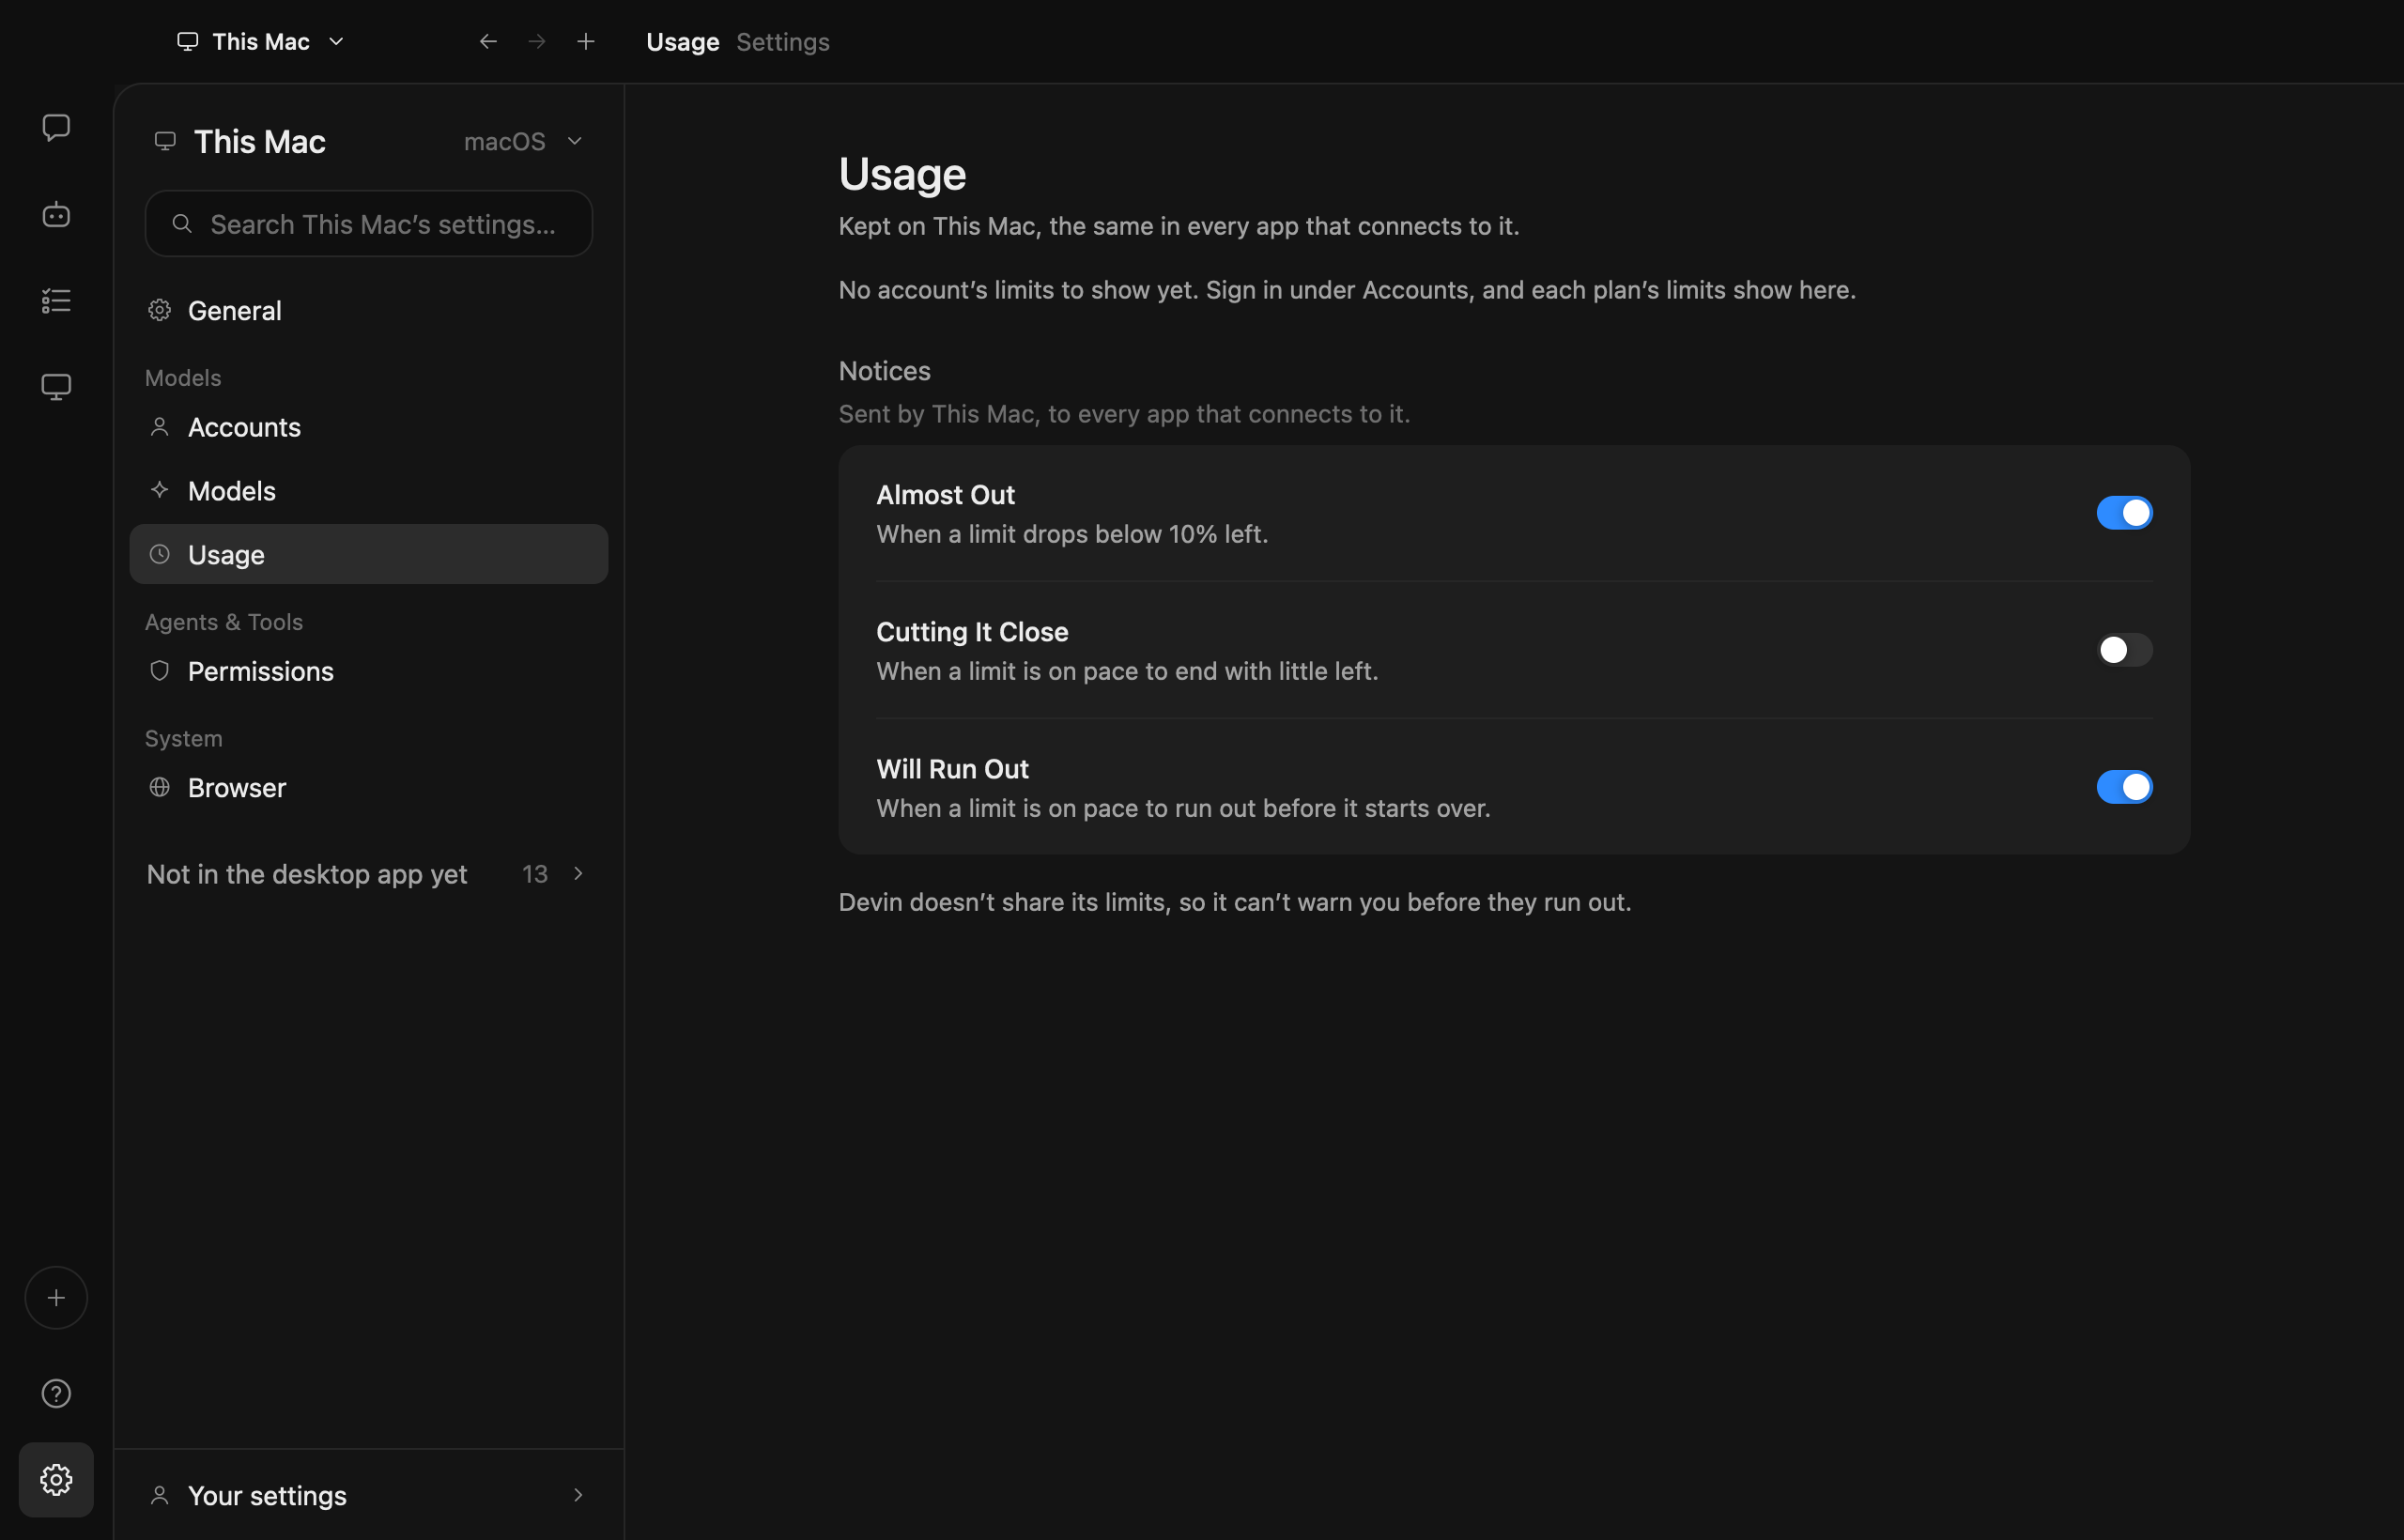 This Mac
Usage Settings
This Mac macOS
Search This Mac’s settings...
General
Models
Accounts
Models
Usage
Agents & Tools
Permissions
System
Browser
Not in the desktop app yet 13
Your settings
Usage
Kept on This Mac, the same in every app that connects to it.
No account’s limits to show yet. Sign in under Accounts, and each plan’s limits show here.
Notices
Sent by This Mac, to every app that connects to it.
Almost Out
When a limit drops below 10% left.
Cutting It Close
When a limit is on pace to end with little left.
Will Run Out
When a limit is on pace to run out before it starts over.
Devin doesn’t share its limits, so it can’t warn you before they run out.